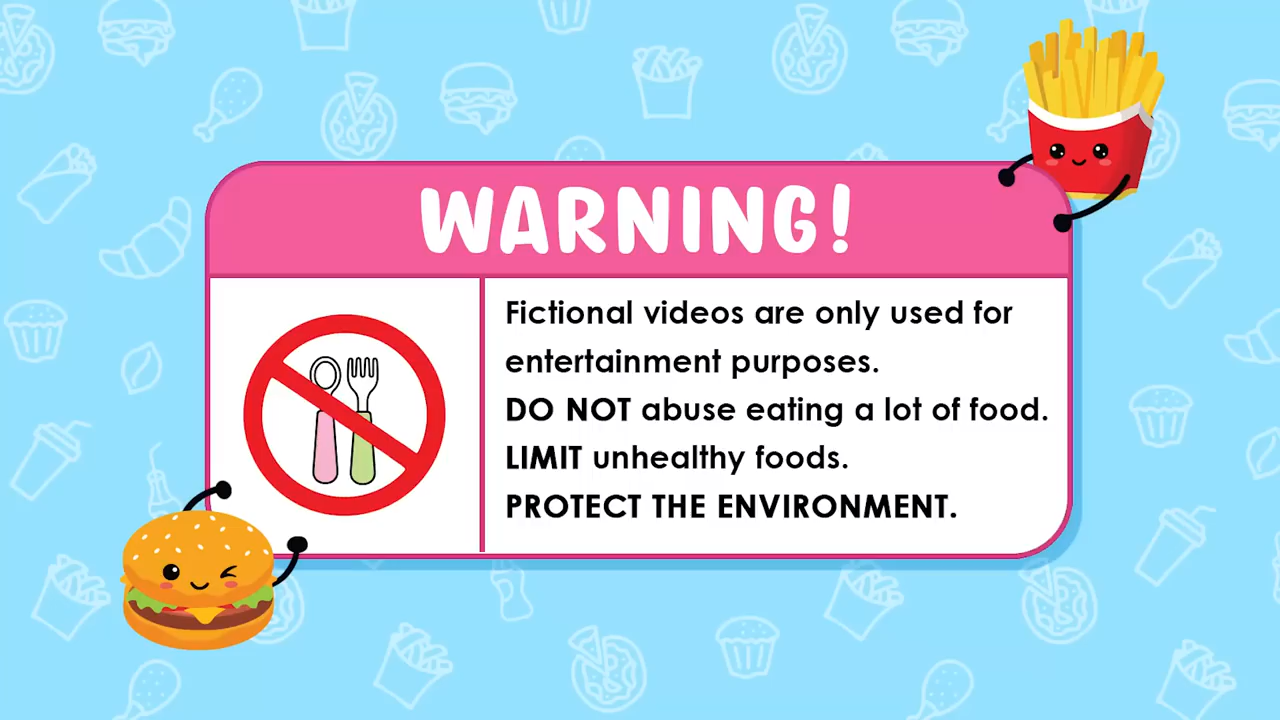 WARNING!
Fictional videos are only used for
entertainment purposes.
DO NOT abuse eating a lot of food.
LIMIT unhealthy foods.
PROTECT THE ENVIRONMENT.